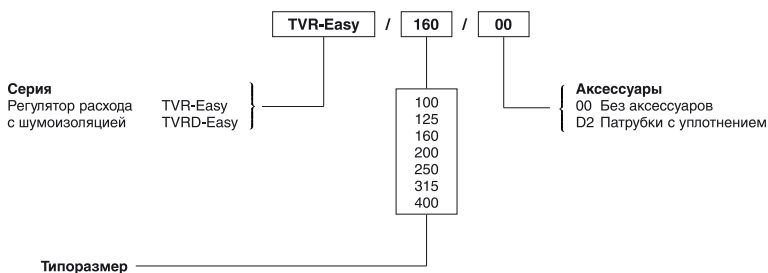 TVR-Easy / 160 / 00
Серия
Регулятор расхода TVR-Easy
с шумоизоляцией TVRD-Easy
100
125
160
200
250
315
400
Аксессуары
00 Без аксессуаров
D2 Патрубки с уплотнением
Типоразмер